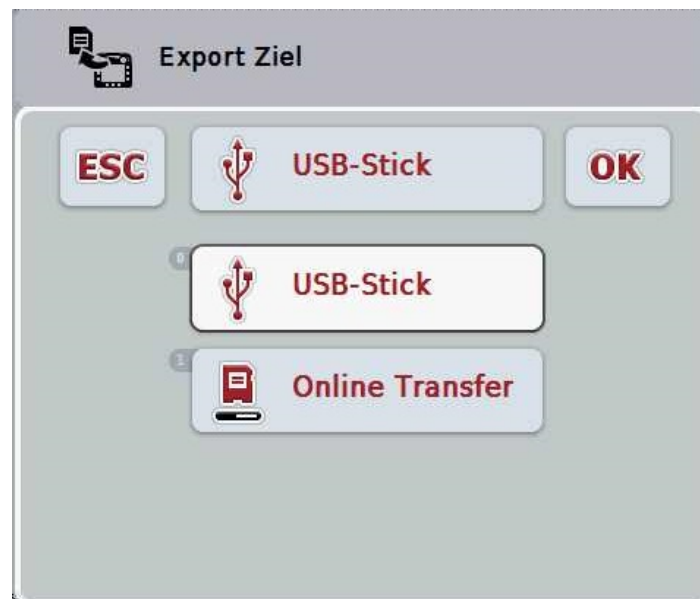 Export Ziel
ESC USB-Stick OK
0
USB-Stick
1
Online Transfer